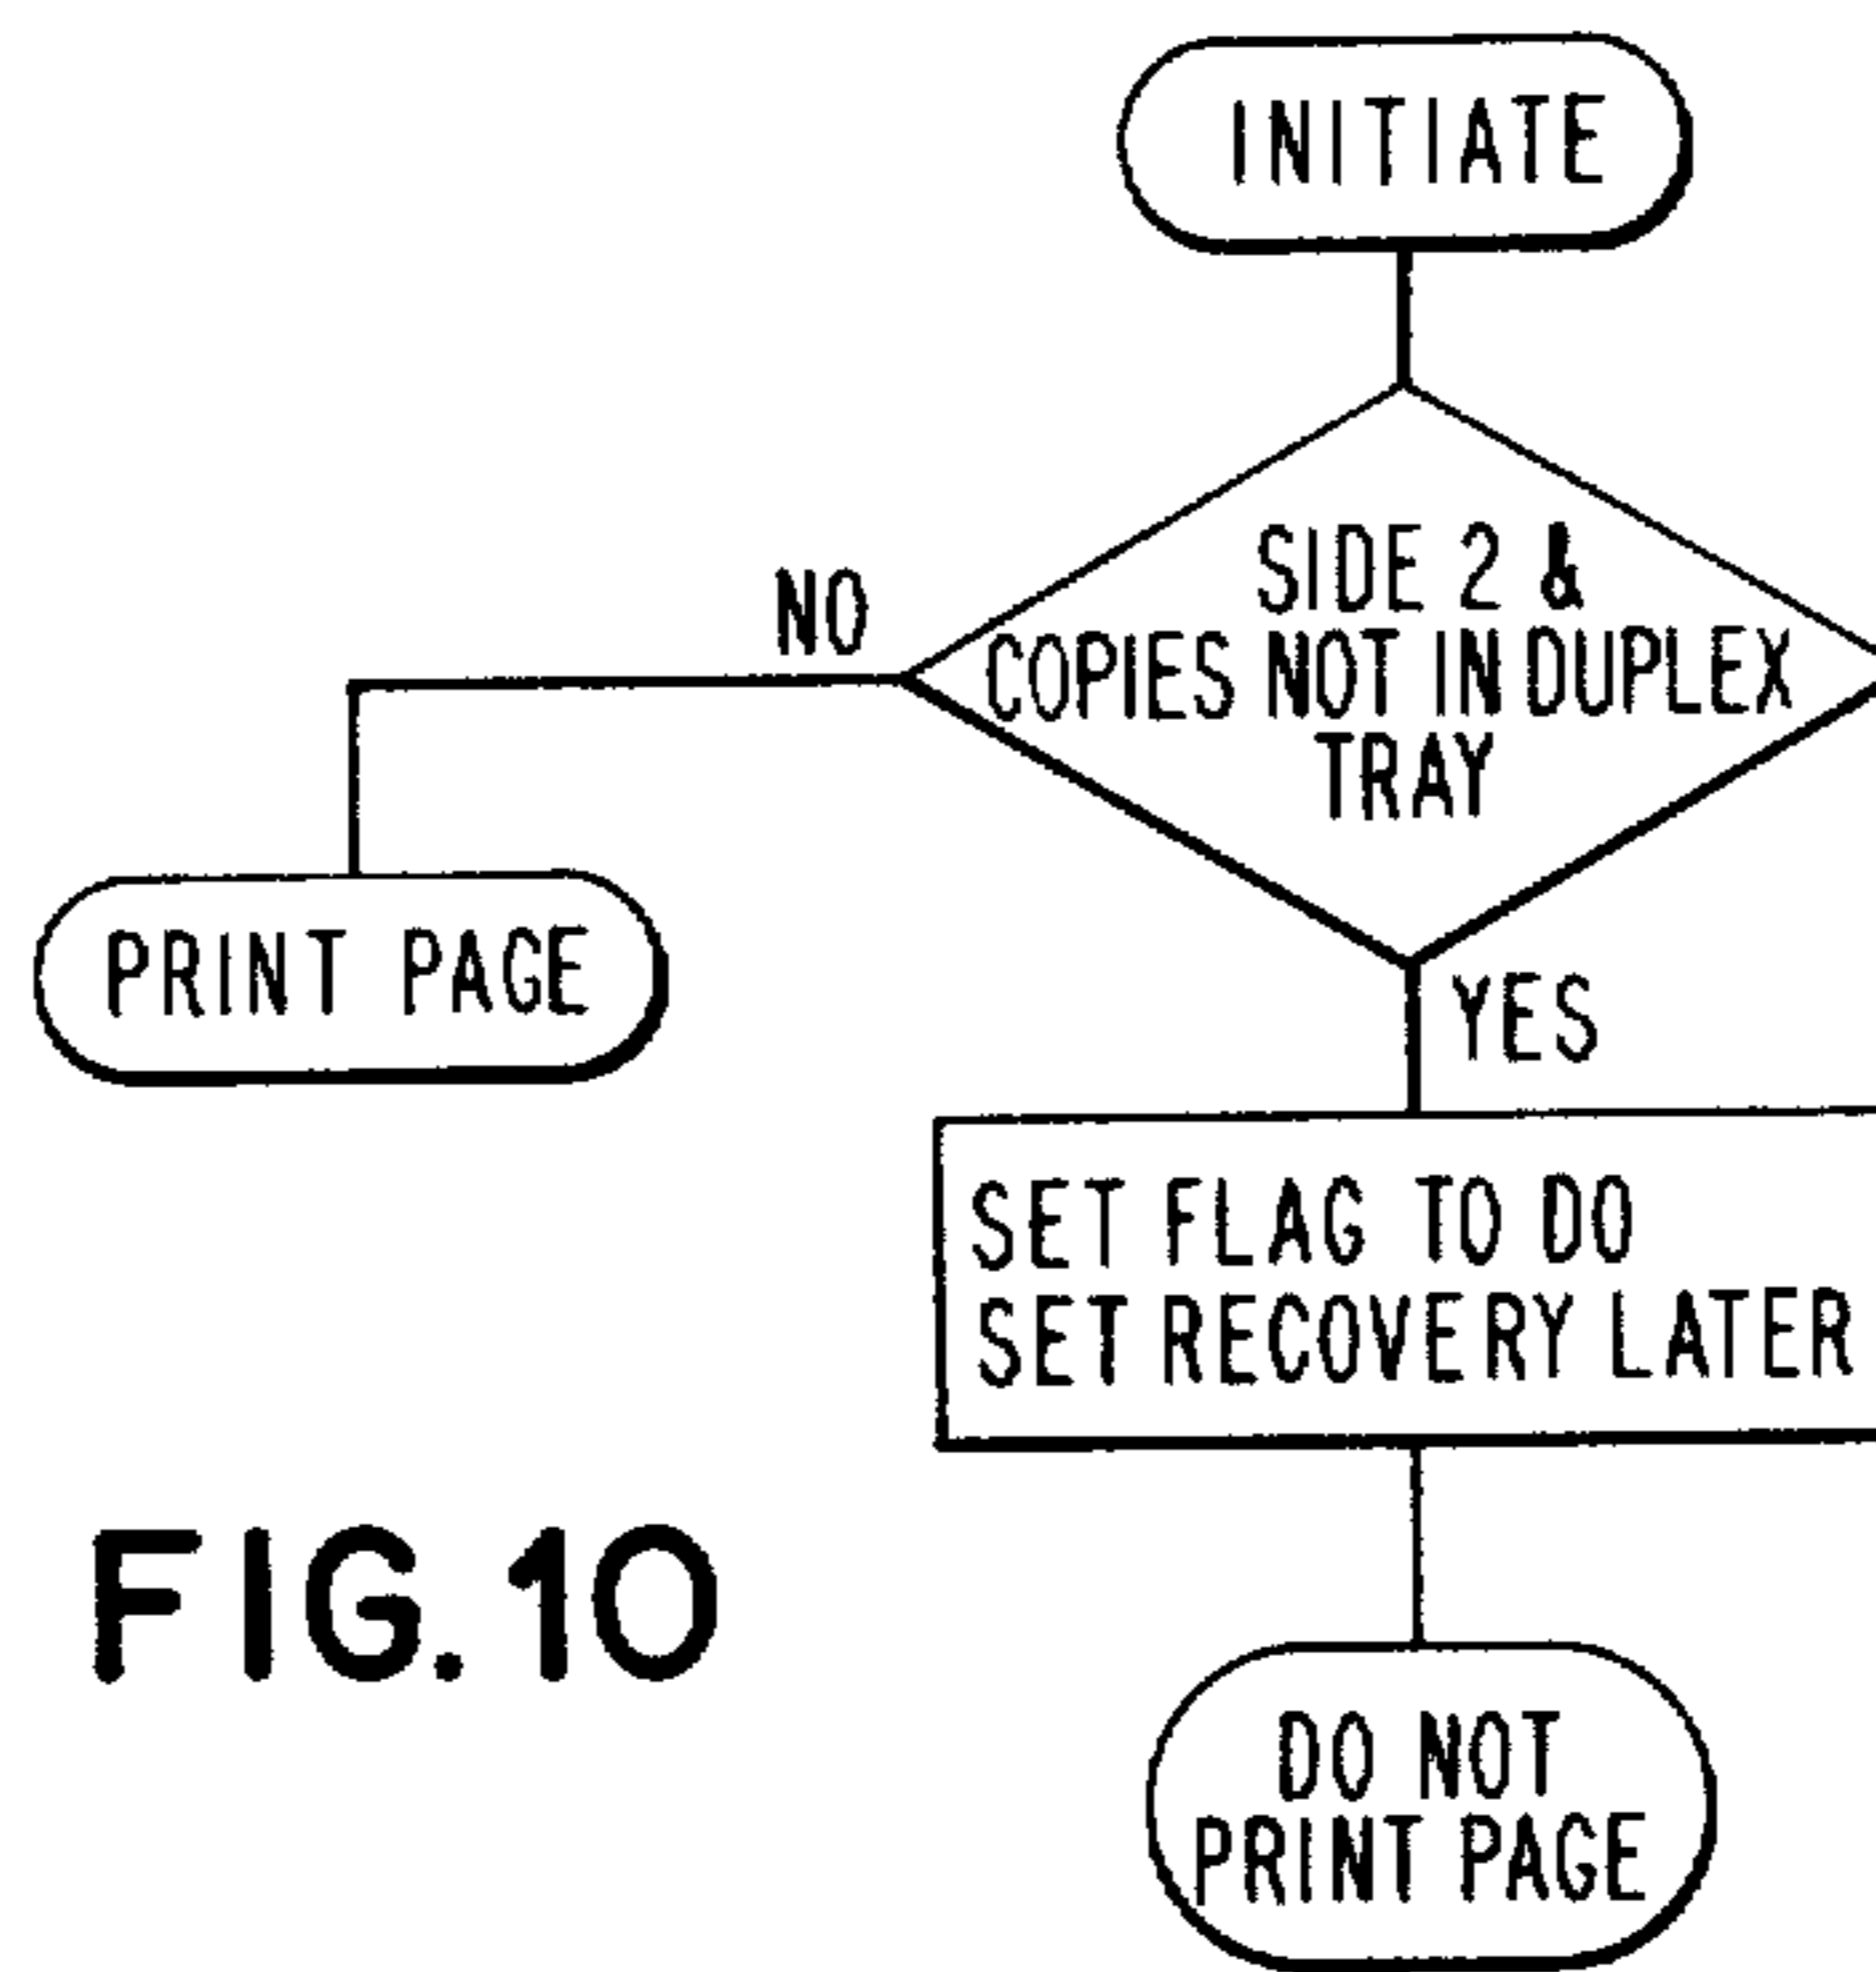 INITIATE
SIDE 2 &
COPIES NOT IN DUPLEX
TRAY
NO
PRINT PAGE
YES
SET FLAG TO DO
SET RECOVERY LATER
DO NOT
PRINT PAGE
FIG.10